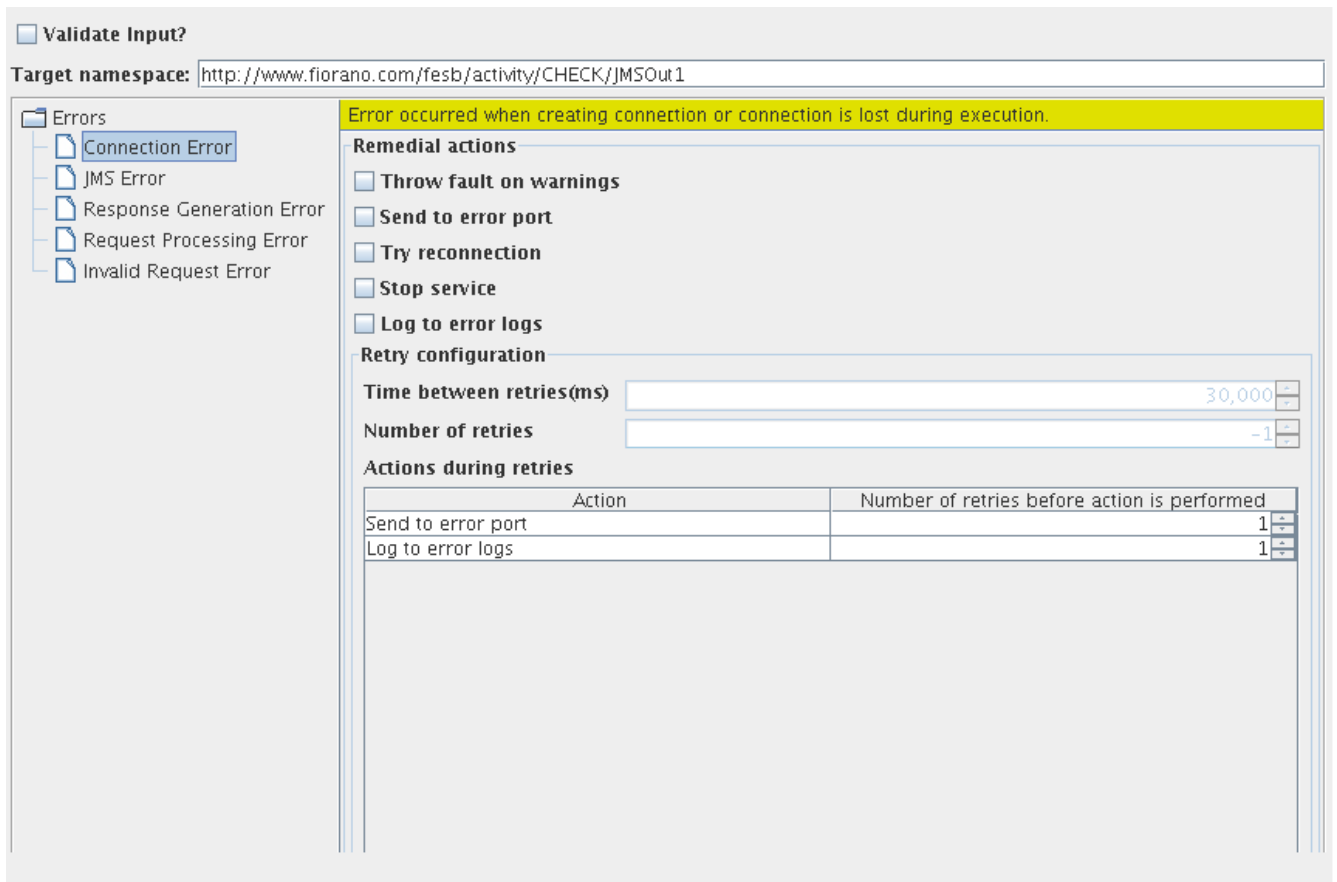 Validate Input?
Target namespace: http://www.fiorano.com/fesb/activity/CHECK/JMSOut1
Errors
Connection Error
JMS Error
Response Generation Error
Request Processing Error
Invalid Request Error
Error occurred when creating connection or connection is lost during execution.
Remedial actions
Throw fault on warnings
Send to error port
Try reconnection
Stop service
Log to error logs
Retry configuration
Time between retries(ms) 30,000
Number of retries -1
Actions during retries
Action Number of retries before action is performed
Send to error port 1
Log to error logs 1